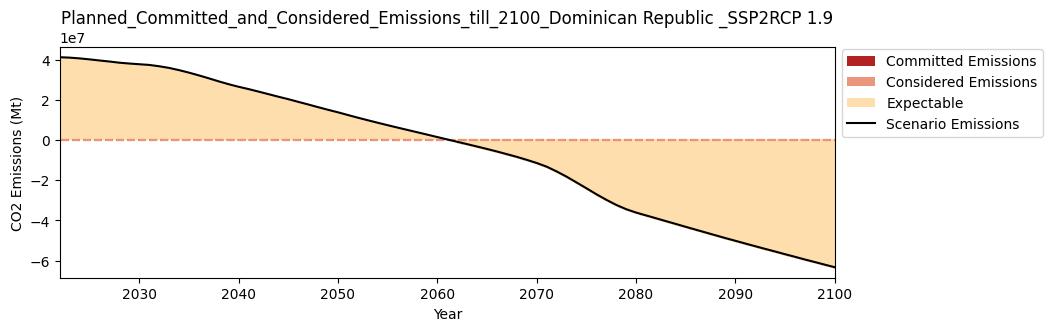 Planned_Committed_and_Considered_Emissions_till_2100_Dominican Republic _SSP2RCP 1.9
1e7
4
2
0
−2
−4
−6
CO2 Emissions (Mt)
2030 2040 2050 2060 2070 2080 2090 2100
Year
Committed Emissions
Considered Emissions
Expectable
Scenario Emissions